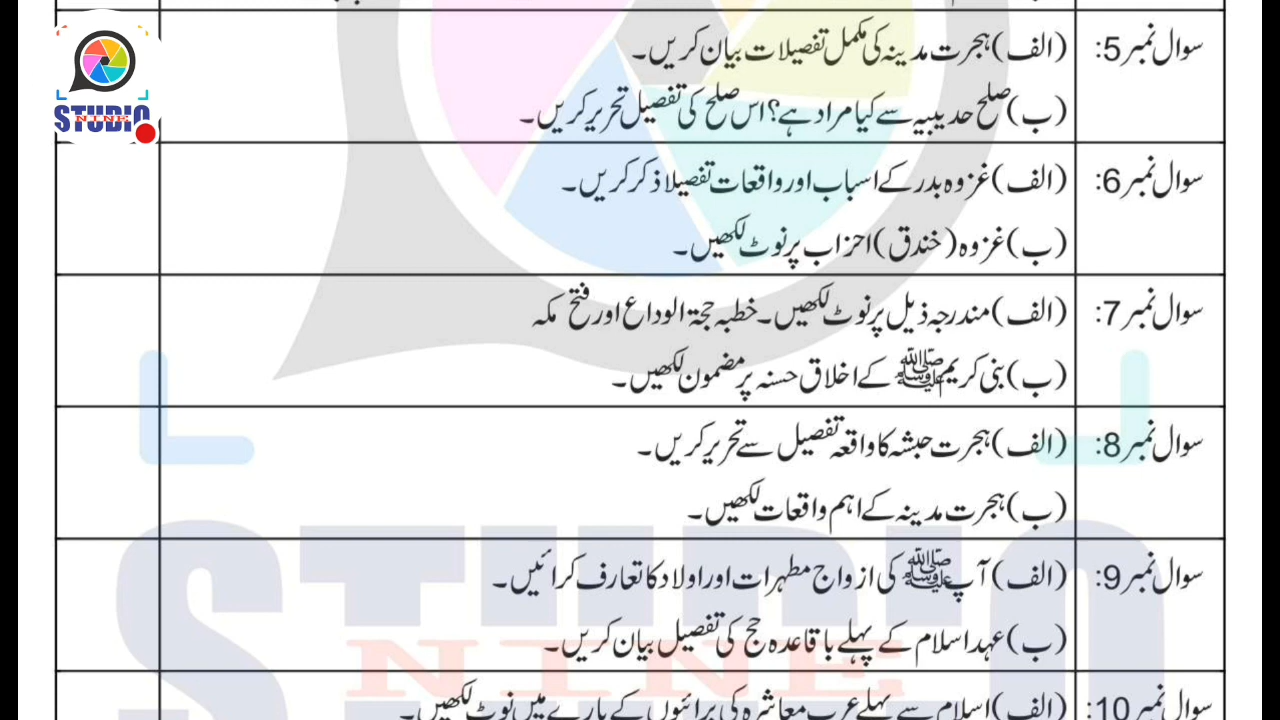 STUDIO
NINE
سوال نمبر 5: (الف) ہجرت مدینہ کی مکمل تفصیلات بیان کریں۔
(ب) صلح حدیبیہ سے کیا مراد ہے؟ اس صلح کی تفصیل تحریر کریں۔
سوال نمبر 6: (الف) غزوہ بدر کے اسباب اور واقعات تفصیلا ذکر کریں۔
(ب) غزوہ (خندق) احزاب پر نوٹ لکھیں۔
سوال نمبر 7: (الف) مندرجہ ذیل پر نوٹ لکھیں۔ خطبہ حجۃ الوداع اور فتح مکہ
(ب) بنی کریم ﷺ کے اخلاق حسنہ پر مضمون لکھیں۔
سوال نمبر 8: (الف) ہجرت حبشہ کا واقعہ تفصیل سے تحریر کریں۔
(ب) ہجرت مدینہ کے اہم واقعات لکھیں۔
سوال نمبر 9: (الف) آپ ﷺ کی ازواج مطہرات اور اولاد کا تعارف کرائیں۔
(ب) عہد اسلام کے پہلے باقاعدہ حج کی تفصیل بیان کریں۔
سوال نمبر 10: (الف) اسلام سے پہلے عرب معاشرہ کی برائیوں کے بارے میں نوٹ لکھیں۔
STUDIO
NINE